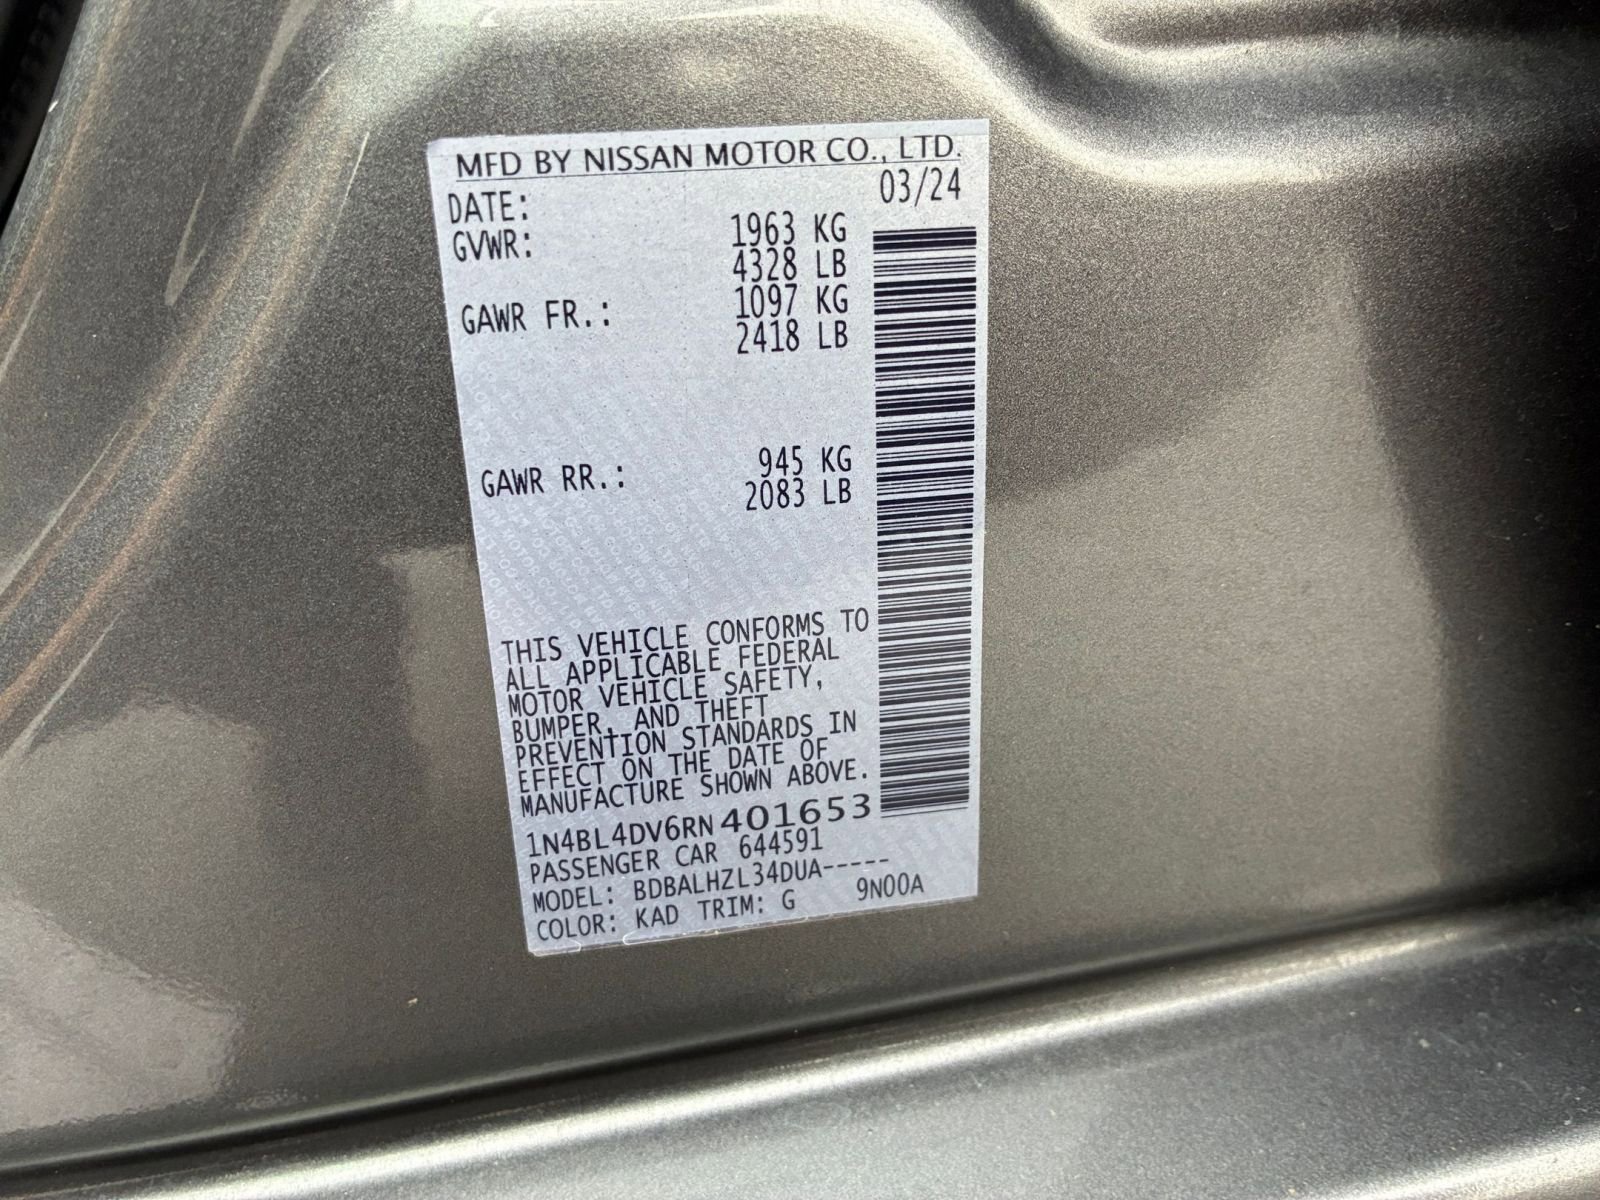 MFD BY NISSAN MOTOR CO., LTD.
DATE: 03/24
GVWR: 1963 KG
4328 LB
GAWR FR.: 1097 KG
2418 LB
GAWR RR.: 945 KG
2083 LB
THIS VEHICLE CONFORMS TO
ALL APPLICABLE FEDERAL
MOTOR VEHICLE SAFETY,
BUMPER, AND THEFT
PREVENTION STANDARDS IN
EFFECT ON THE DATE OF
MANUFACTURE SHOWN ABOVE.
1N4BL4DV6RN401653
PASSENGER CAR 644591
MODEL: BDBALHZL34DUA-----
COLOR: KAD TRIM: G 9N00A